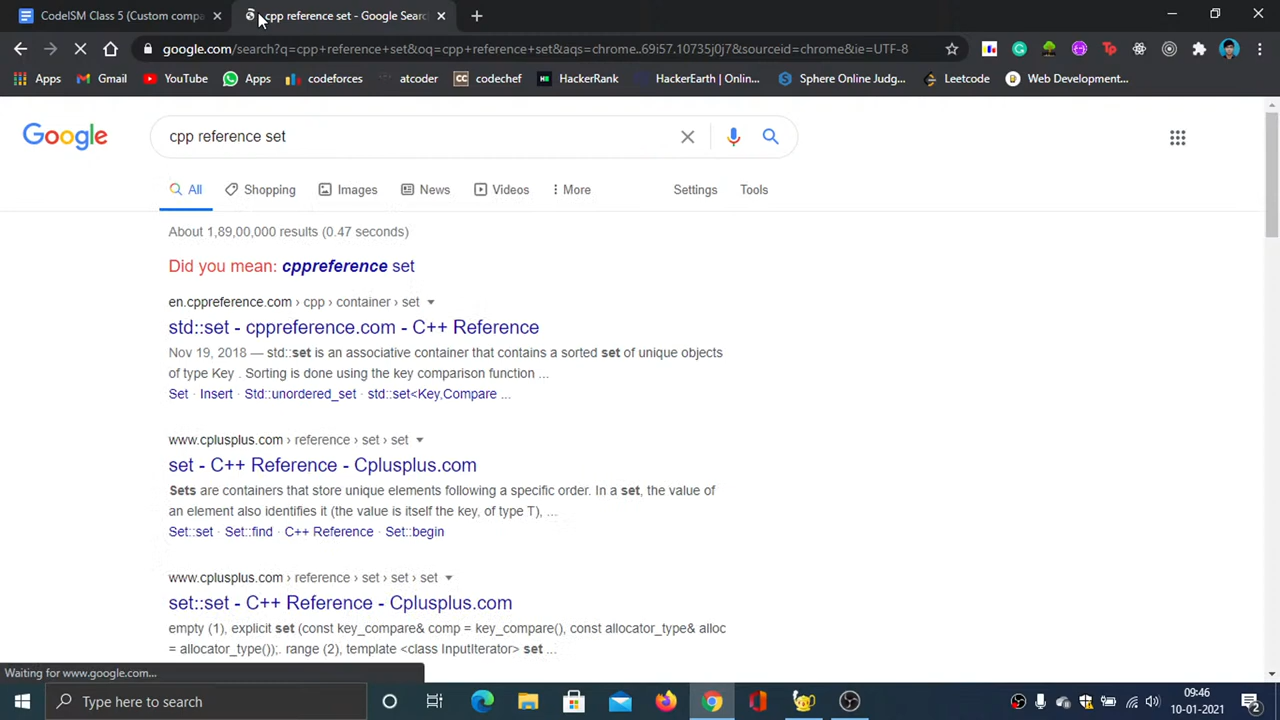 CodeISM Class 5 (Custom compa
cpp reference set - Google Searc
google.com/search?q=cpp+reference+set&oq=cpp+reference+set&aqs=chrome..69i57.10735j0j7&sourceid=chrome&ie=UTF-8
Apps Gmail YouTube Apps codeforces atcoder codechef HackerRank HackerEarth | Onlin... Sphere Online Judg... Leetcode Web Development...
Google
cpp reference set
All Shopping Images News Videos More Settings Tools
About 1,89,00,000 results (0.47 seconds)
Did you mean: cppreference set
en.cppreference.com › cpp › container › set
std::set - cppreference.com - C++ Reference
Nov 19, 2018 — std::set is an associative container that contains a sorted set of unique objects
of type Key . Sorting is done using the key comparison function ...
Set · Insert · Std::unordered_set · std::set<Key,Compare ...
www.cplusplus.com › reference › set › set
set - C++ Reference - Cplusplus.com
Sets are containers that store unique elements following a specific order. In a set, the value of
an element also identifies it (the value is itself the key, of type T), ...
Set::set · Set::find · C++ Reference · Set::begin
www.cplusplus.com › reference › set › set › set
set::set - C++ Reference - Cplusplus.com
empty (1), explicit set (const key_compare& comp = key_compare(), const allocator_type& alloc
= allocator_type());. range (2), template <class InputIterator> set ...
Waiting for www.google.com...
Type here to search
09:46
10-01-2021
2